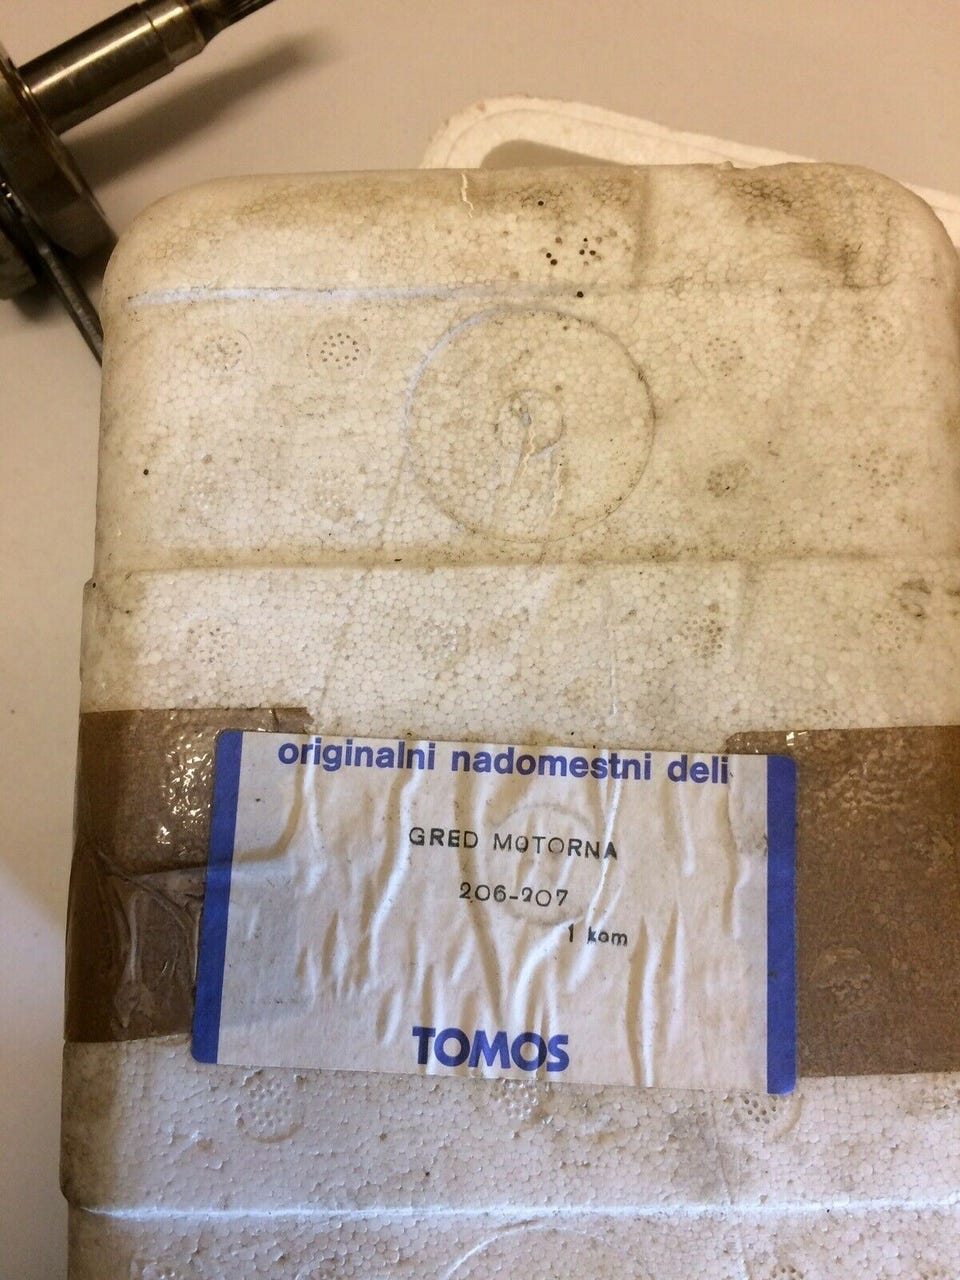 originalni nadomestni deli
GRED MOTORNA
206-207
1 kom
TOMOS